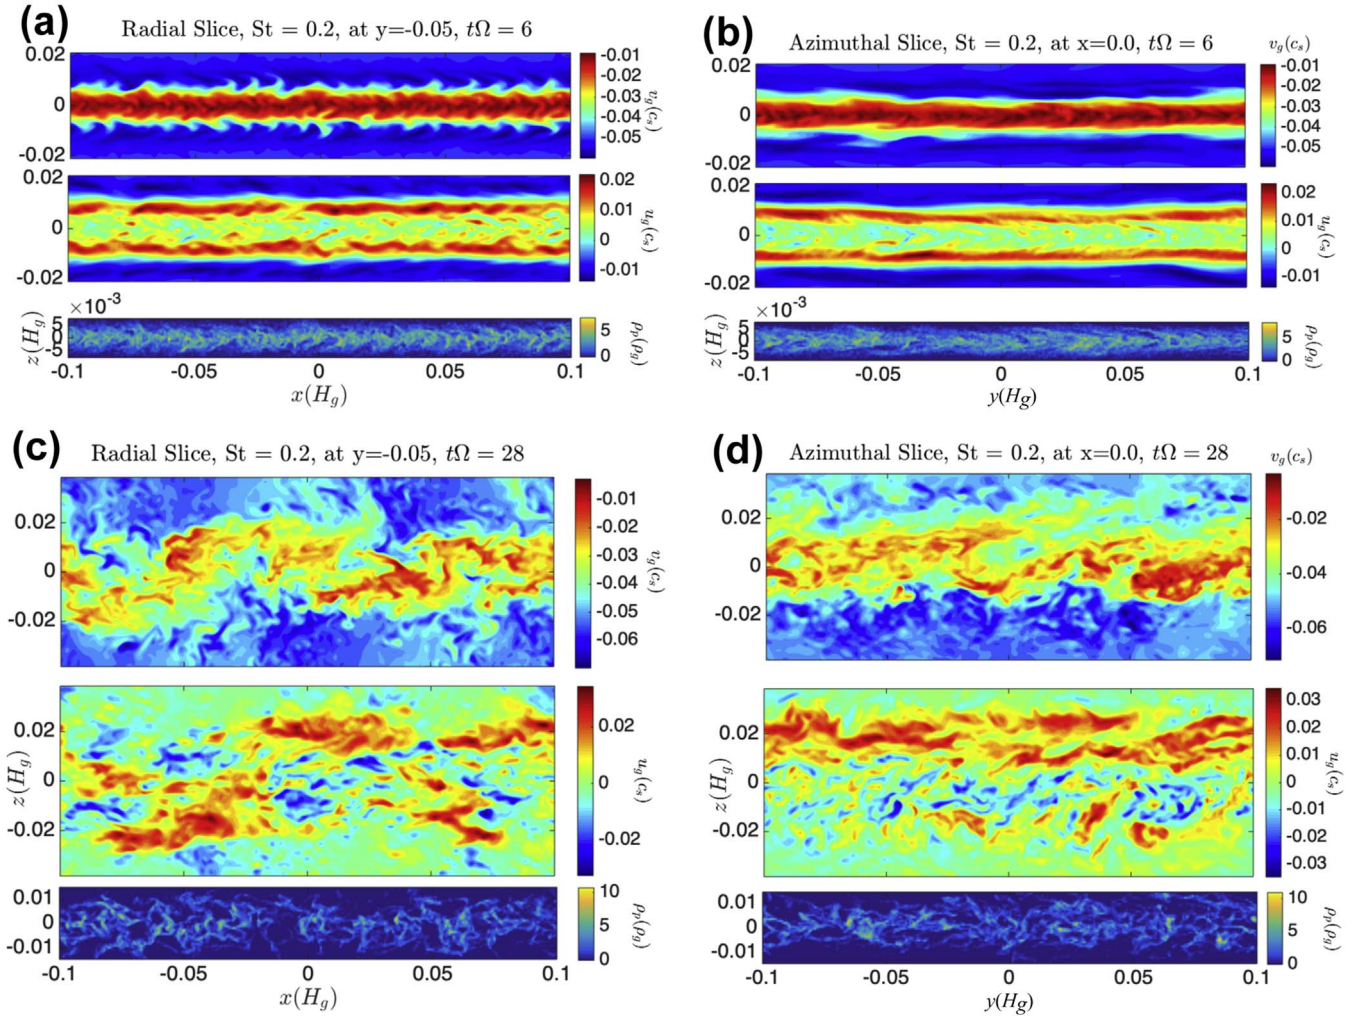 (a)
Radial Slice, St = 0.2, at y=-0.05, tΩ = 6
0.02
0
-0.02
-0.01
-0.02
-0.03
-0.04
-0.05
v_g(c_s)
0.02
0
-0.02
0.02
0.01
0
-0.01
u_g(c_s)
×10^-3
5
0
-5
z(H_g)
5
0
ρ_p(ρ_g)
-0.1 -0.05 0 0.05 0.1
x(H_g)
(b)
Azimuthal Slice, St = 0.2, at x=0.0, tΩ = 6
v_g(c_s)
0.02
0
-0.02
-0.01
-0.02
-0.03
-0.04
-0.05
0.02
0
-0.02
0.02
0.01
0
-0.01
u_g(c_s)
×10^-3
5
0
-5
z(H_g)
5
0
ρ_p(ρ_g)
-0.1 -0.05 0 0.05 0.1
y(Hg)
(c)
Radial Slice, St = 0.2, at y=-0.05, tΩ = 28
0.02
0
-0.02
-0.01
-0.02
-0.03
-0.04
-0.05
-0.06
v_g(c_s)
0.02
0
-0.02
z(H_g)
0.02
0
-0.02
u_g(c_s)
0.01
0
-0.01
10
5
0
ρ_p(ρ_g)
-0.1 -0.05 0 0.05 0.1
x(H_g)
(d)
Azimuthal Slice, St = 0.2, at x=0.0, tΩ = 28
v_g(c_s)
0.02
0
-0.02
-0.02
-0.04
-0.06
0.02
0
-0.02
z(H_g)
0.03
0.02
0.01
0
-0.01
-0.02
-0.03
u_g(c_s)
0.01
0
-0.01
10
5
0
ρ_p(ρ_g)
-0.1 -0.05 0 0.05 0.1
y(Hg)